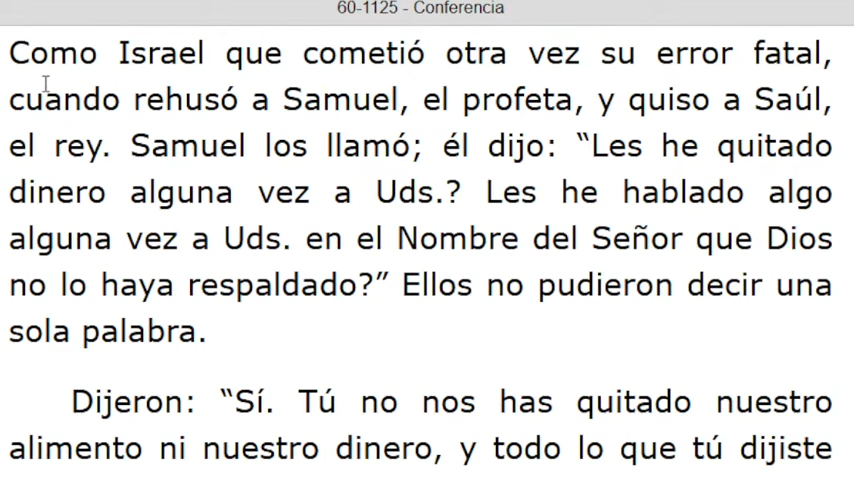 60-1125 - Conferencia
Como Israel que cometió otra vez su error fatal,
cuando rehusó a Samuel, el profeta, y quiso a Saúl,
el rey. Samuel los llamó; él dijo: “Les he quitado
dinero alguna vez a Uds.? Les he hablado algo
alguna vez a Uds. en el Nombre del Señor que Dios
no lo haya respaldado?” Ellos no pudieron decir una
sola palabra.
Dijeron: “Sí. Tú no nos has quitado nuestro
alimento ni nuestro dinero, y todo lo que tú dijiste